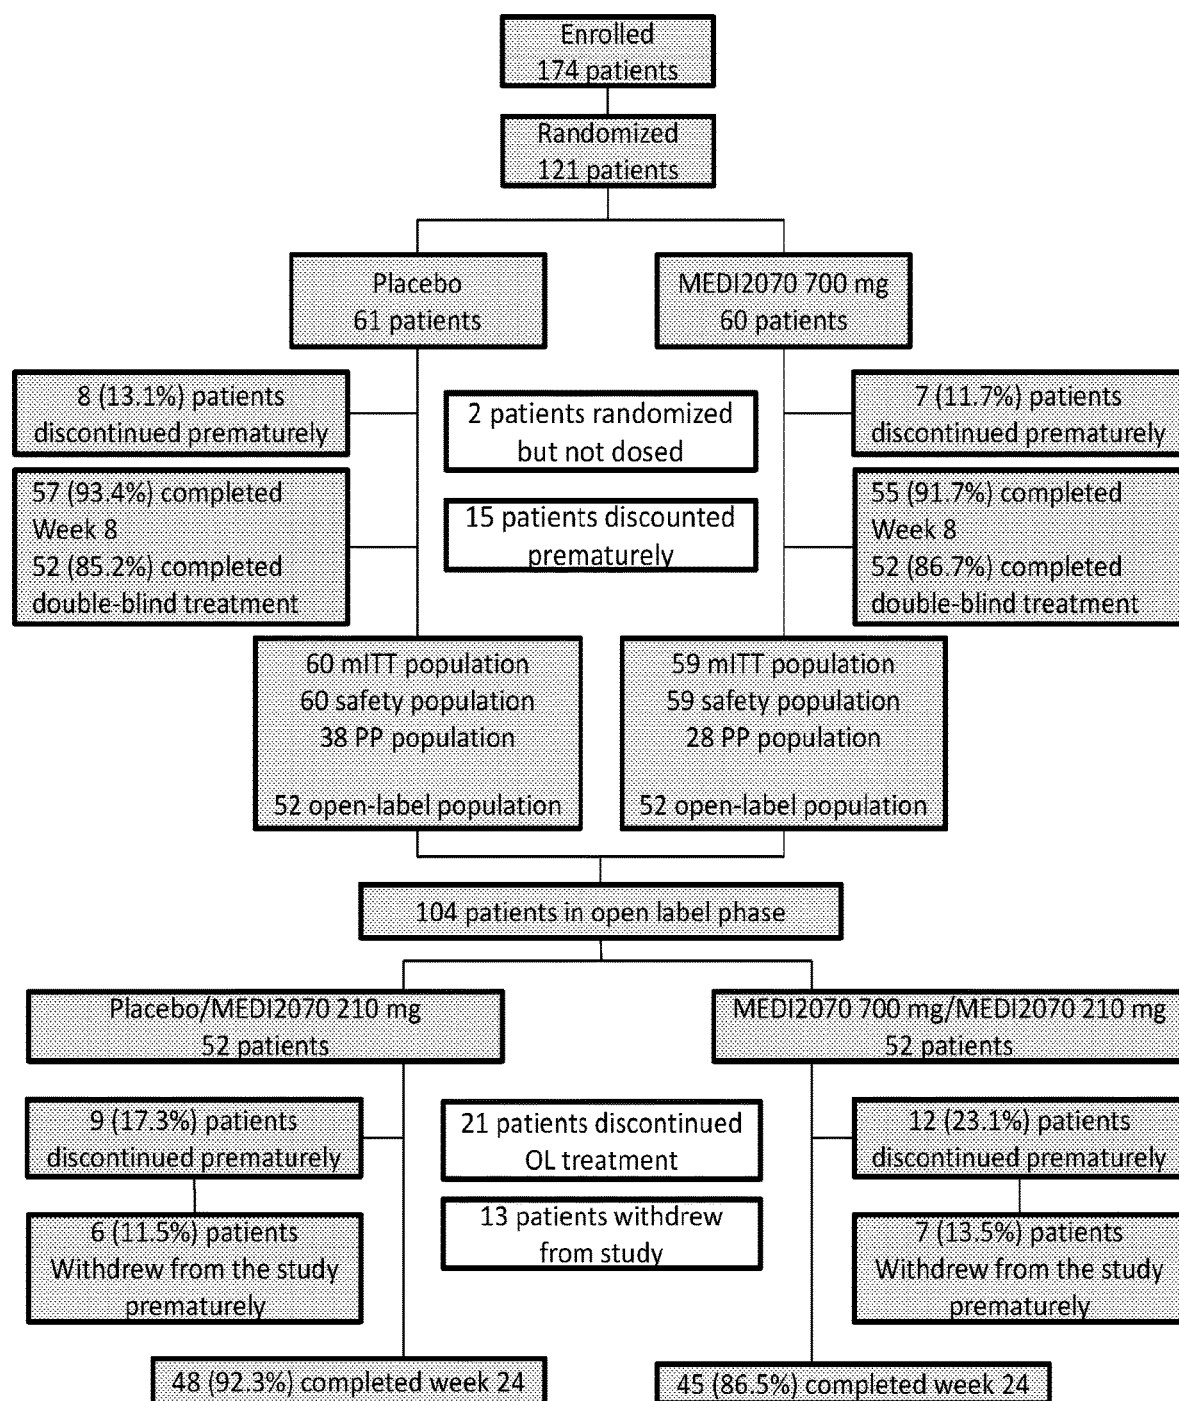 Enrolled
174 patients
Randomized
121 patients
Placebo
61 patients
MEDI2070 700 mg
60 patients
8 (13.1%) patients
discontinued prematurely
2 patients randomized
but not dosed
7 (11.7%) patients
discontinued prematurely
57 (93.4%) completed
Week 8
52 (85.2%) completed
double-blind treatment
15 patients discounted
prematurely
55 (91.7%) completed
Week 8
52 (86.7%) completed
double-blind treatment
60 mITT population
60 safety population
38 PP population
52 open-label population
59 mITT population
59 safety population
28 PP population
52 open-label population
104 patients in open label phase
Placebo/MEDI2070 210 mg
52 patients
MEDI2070 700 mg/MEDI2070 210 mg
52 patients
9 (17.3%) patients
discontinued prematurely
21 patients discontinued
OL treatment
12 (23.1%) patients
discontinued prematurely
6 (11.5%) patients
Withdrew from the study
prematurely
13 patients withdrew
from study
7 (13.5%) patients
Withdrew from the study
prematurely
48 (92.3%) completed week 24
45 (86.5%) completed week 24